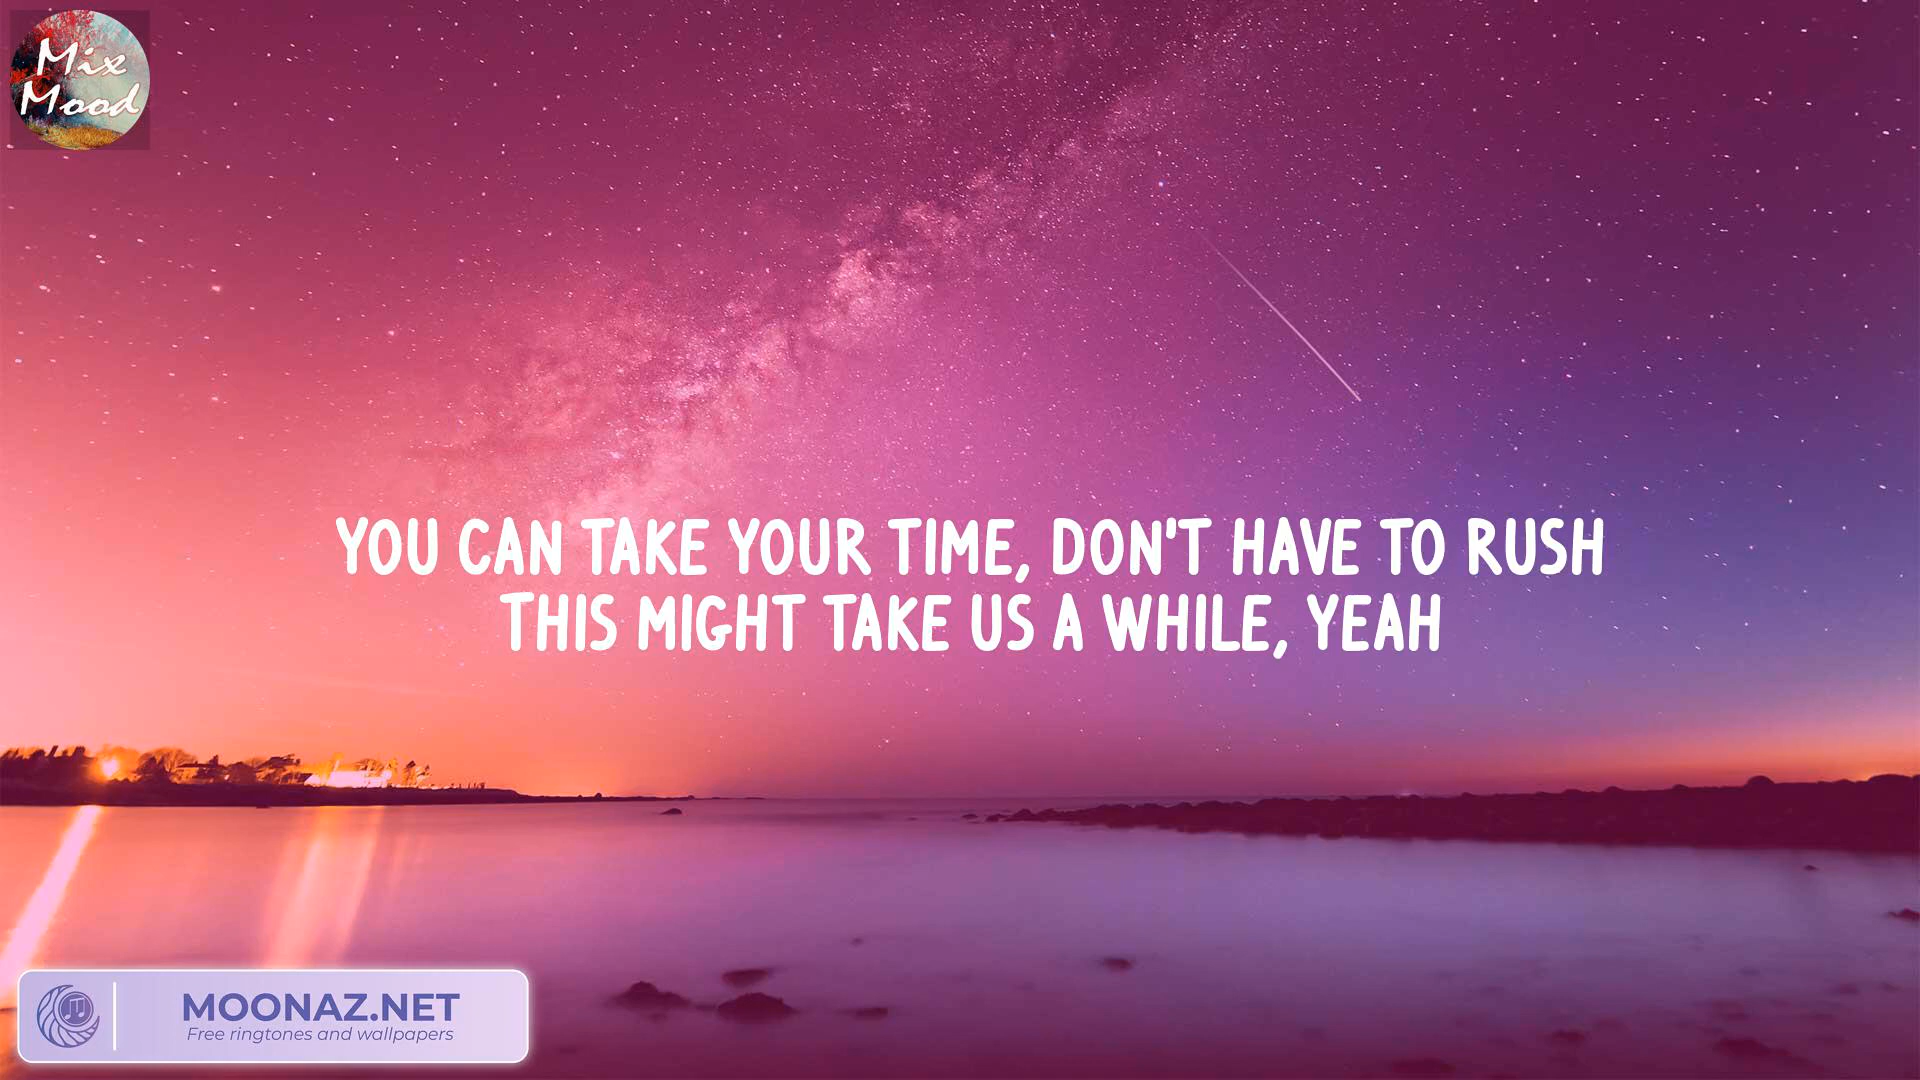 Mix
Mood
YOU CAN TAKE YOUR TIME, DON'T HAVE TO RUSH
THIS MIGHT TAKE US A WHILE, YEAH
MOONAZ.NET
Free ringtones and wallpapers